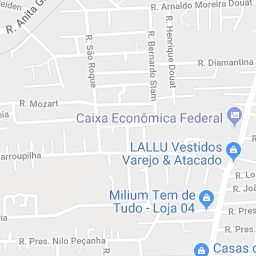 R. Arnaldo Moreira Douat
R. Anita G
R. São Roque
R. Bernardo Stam
R. Henrique Douat
R. Diamantina
R. Mozart
Caixa Econômica Federal
LALLU Vestidos
Varejo & Atacado
arroupilha
Milium Tem de
Tudo - Loja 04
R. Joã
R. Pres. Nilo Peçanha
R. Pres.
Casas d